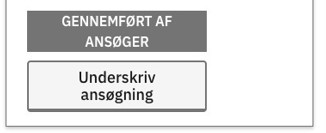 GENNEMFØRT AF
ANSØGER
Underskriv
ansøgning